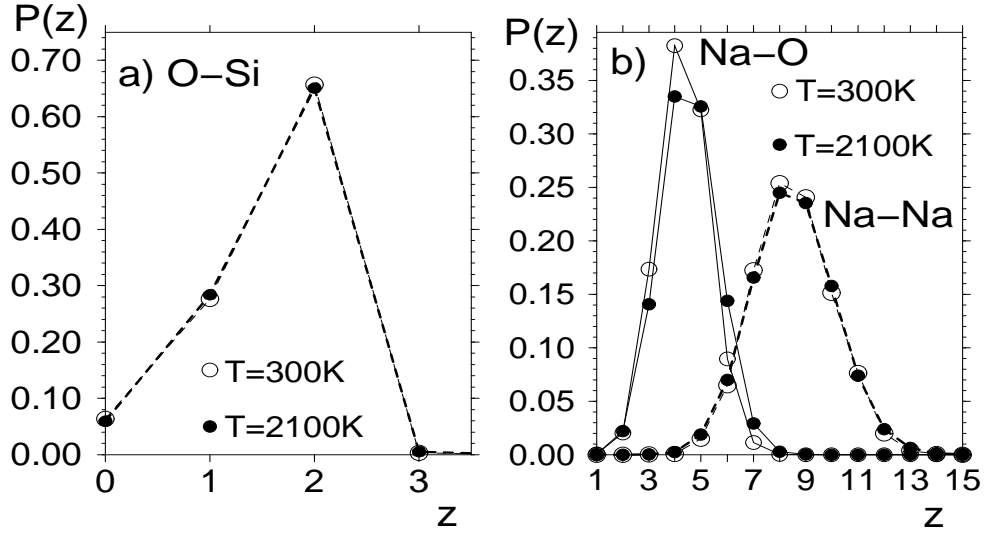 P(z)
a) O–Si
0.70
0.60
0.50
0.40
0.30
0.20
0.10
0.00
T=300K
T=2100K
0 1 2 3
z
P(z)
b)
Na–O
T=300K
T=2100K
Na–Na
0.35
0.30
0.25
0.20
0.15
0.10
0.05
0.00
1 3 5 7 9 11 13 15
z